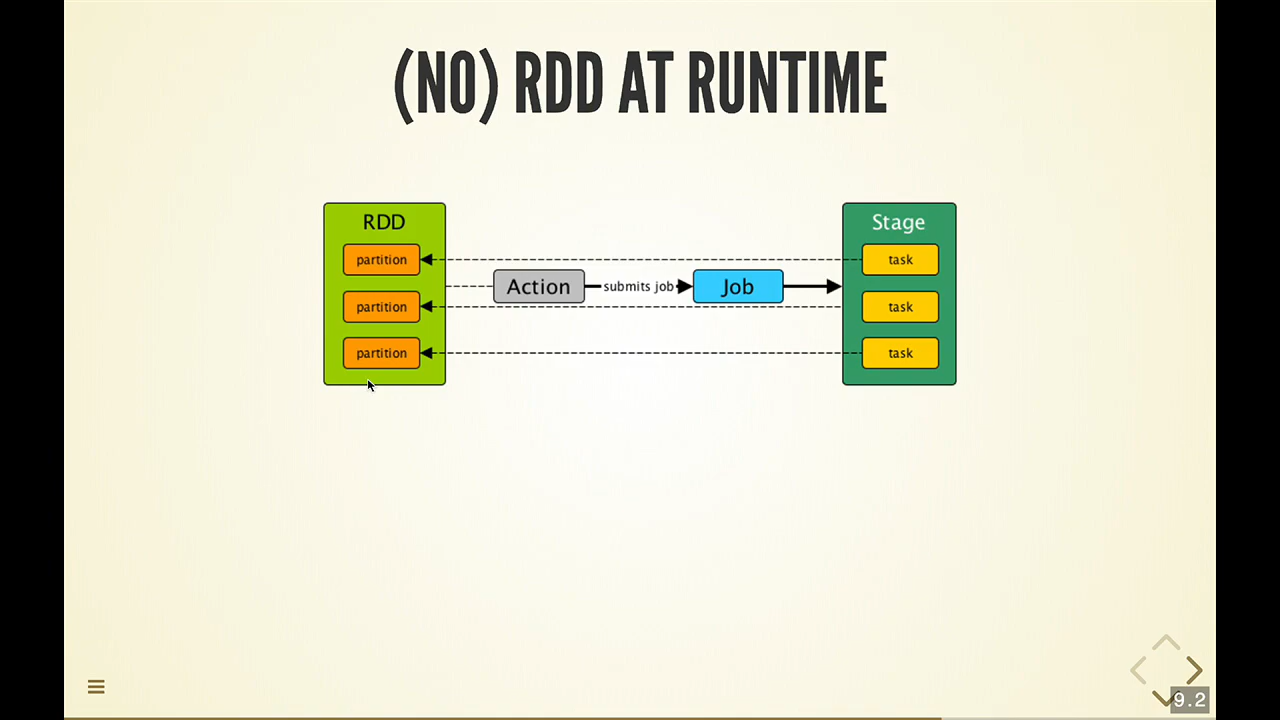 (NO) RDD AT RUNTIME
RDD
Stage
partition
task
Action
submits job
Job
partition
task
partition
task
9.2